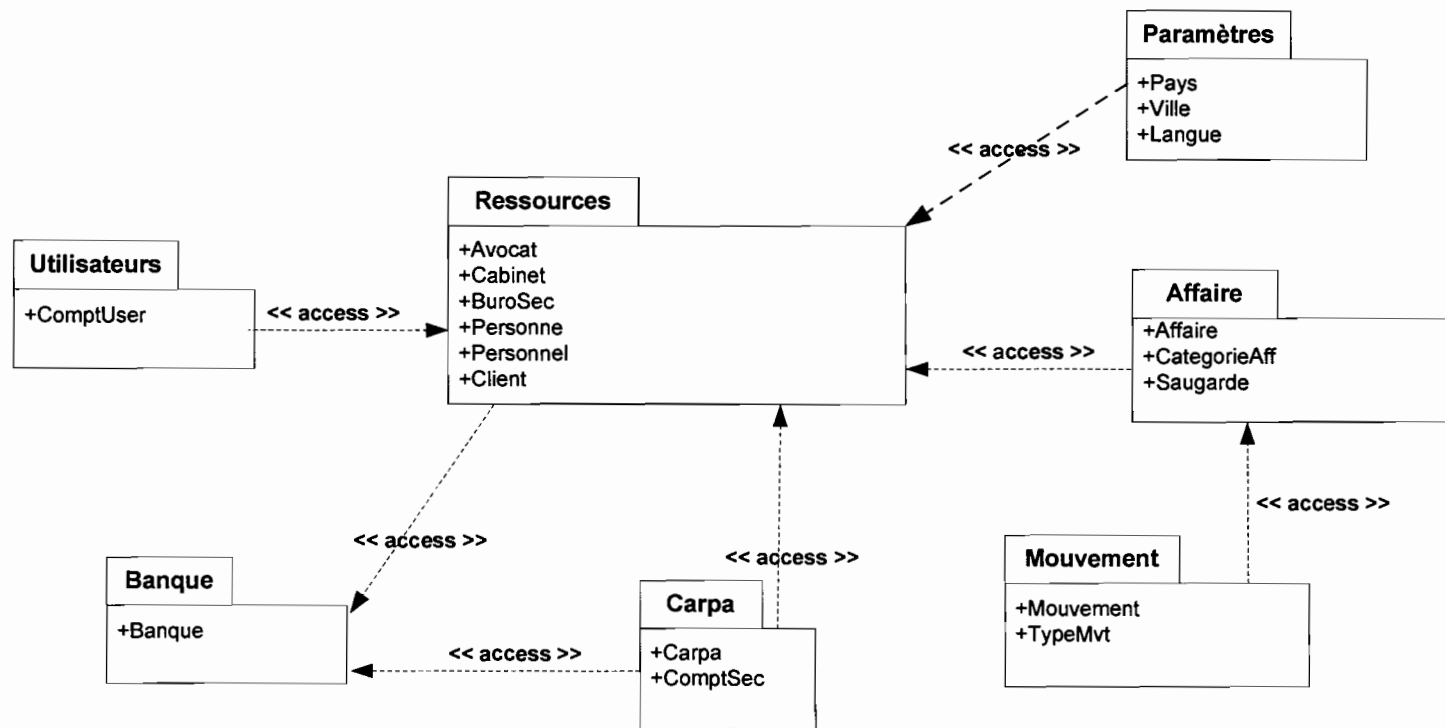 Paramètres
+Pays
+Ville
+Langue
<< access >>
Ressources
+Avocat
+Cabinet
+BuroSec
+Personne
+Personnel
+Client
Utilisateurs
+ComptUser
<< access >>
Affaire
+Affaire
+CategorieAff
+Saugarde
<< access >>
<< access >>
<< access >>
<< access >>
Mouvement
+Mouvement
+TypeMvt
Banque
+Banque
Carpa
+Carpa
+ComptSec
<< access >>